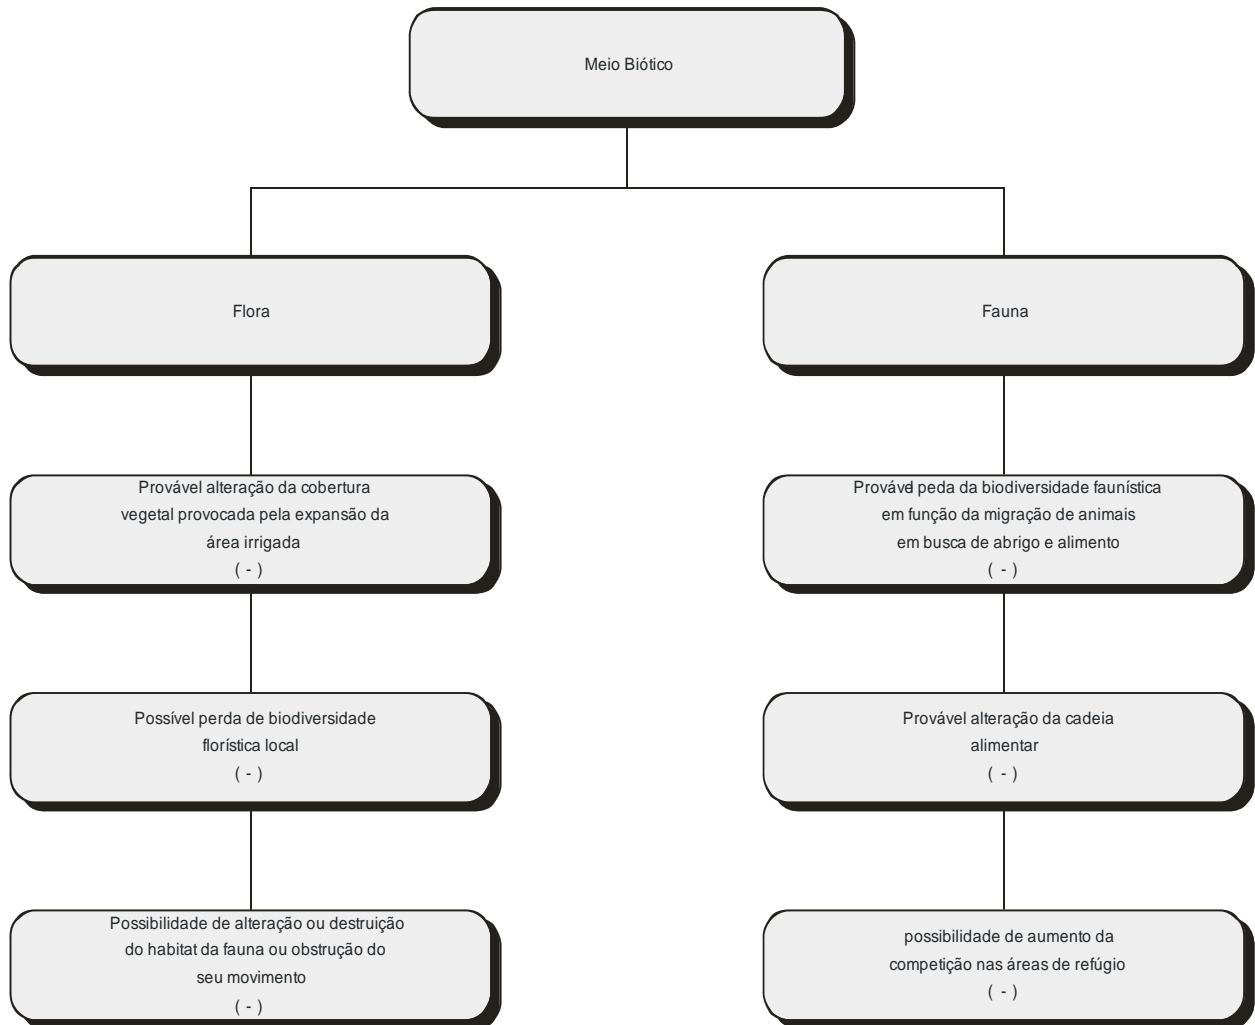 Meio Biótico
Flora
Fauna
Provável alteração da cobertura
vegetal provocada pela expansão da
área irrigada
( - )
Provável peda da biodiversidade faunística
em função da migração de animais
em busca de abrigo e alimento
( - )
Possível perda de biodiversidade
florística local
( - )
Provável alteração da cadeia
alimentar
( - )
Possibilidade de alteração ou destruição
do habitat da fauna ou obstrução do
seu movimento
( - )
possibilidade de aumento da
competição nas áreas de refúgio
( - )